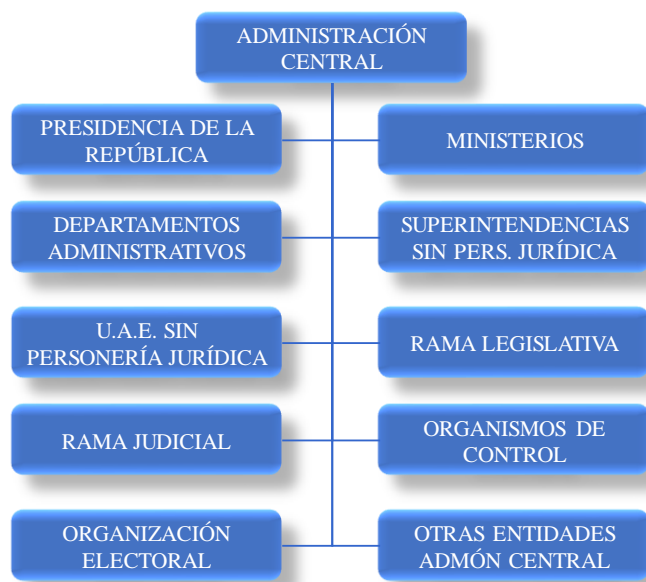 ADMINISTRACIÓN
CENTRAL
PRESIDENCIA DE LA
REPÚBLICA
MINISTERIOS
DEPARTAMENTOS
ADMINISTRATIVOS
SUPERINTENDENCIAS
SIN PERS. JURÍDICA
U.A.E. SIN
PERSONERÍA JURÍDICA
RAMA LEGISLATIVA
RAMA JUDICIAL
ORGANISMOS DE
CONTROL
ORGANIZACIÓN
ELECTORAL
OTRAS ENTIDADES
ADMÓN CENTRAL